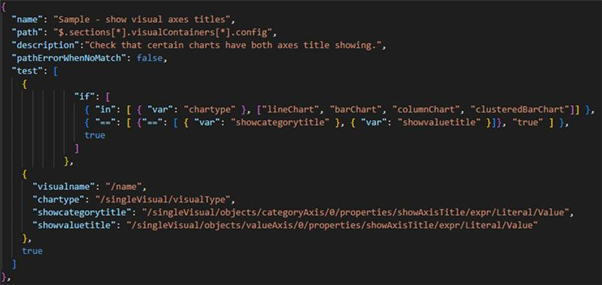 {
"name": "Sample - show visual axes titles",
"path": "$.sections[*].visualContainers[*].config",
"description":"Check that certain charts have both axes title showing.",
"pathErrorWhenNoMatch": false,
"test": [
{
"if": [
{ "in": [ { "var": "chartype" }, ["lineChart", "barChart", "columnChart", "clusteredBarChart"]] },
{ "==": [ {"==": [ { "var": "showcategorytitle" }, { "var": "showvaluetitle" }]}, "true" ] },
true
]
},
{
"visualname": "/name",
"chartype": "/singleVisual/visualType",
"showcategorytitle": "/singleVisual/objects/categoryAxis/0/properties/showAxisTitle/expr/Literal/Value",
"showvaluetitle": "/singleVisual/objects/valueAxis/0/properties/showAxisTitle/expr/Literal/Value"
},
true
]
},